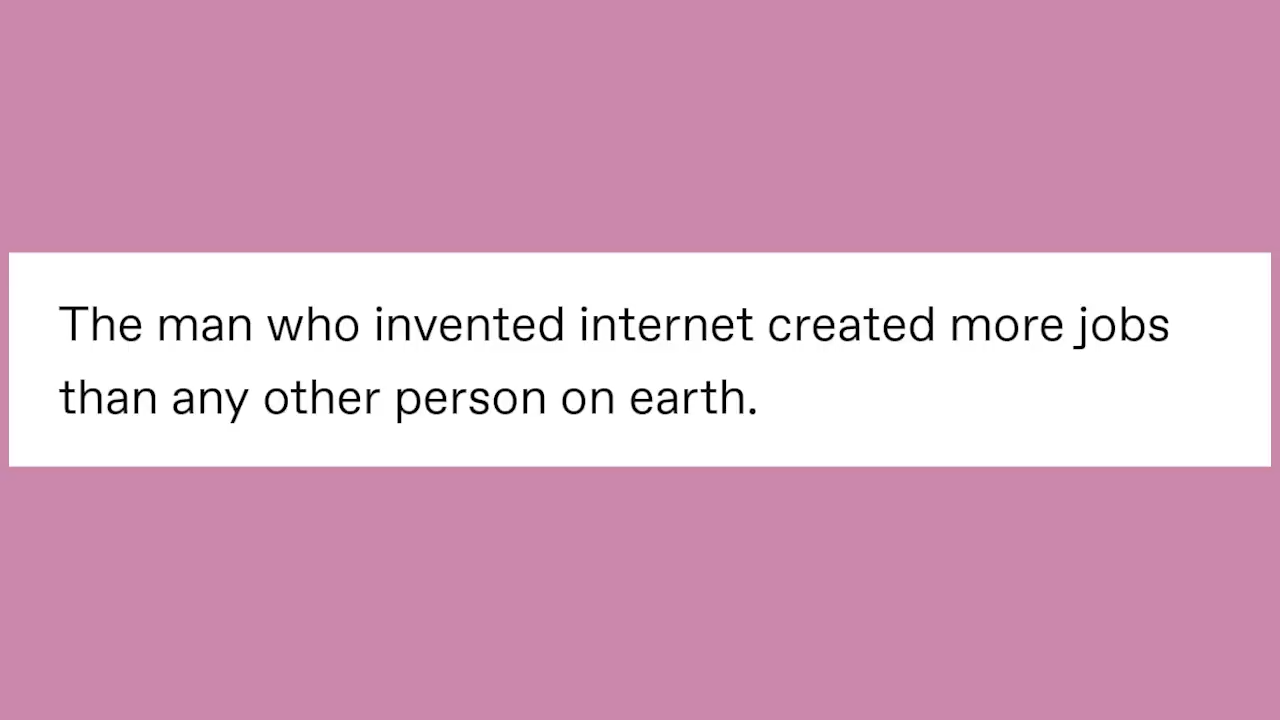 The man who invented internet created more jobs
than any other person on earth.